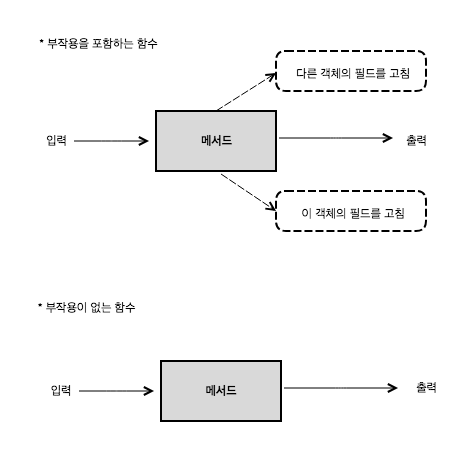 * 부작용을 포함하는 함수
다른 객체의 필드를 고침
입력
메서드
출력
이 객체의 필드를 고침
* 부작용이 없는 함수
입력
메서드
출력